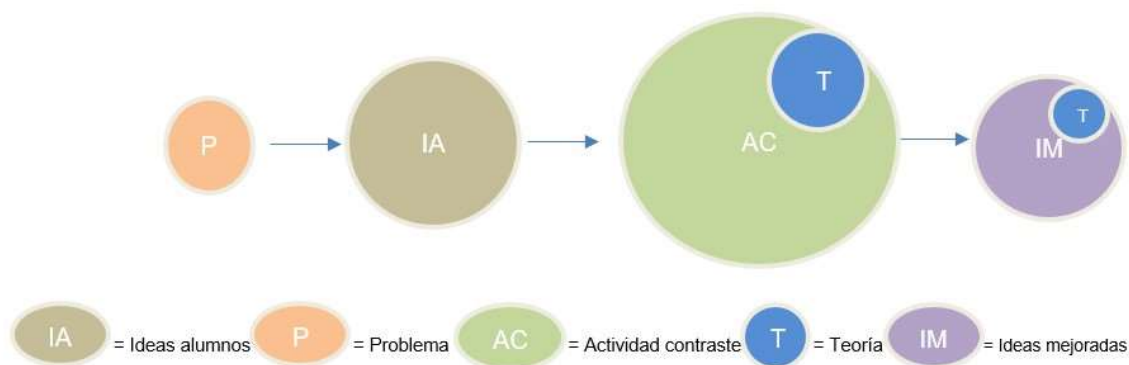 P
IA
AC
T
IM
T
IA = Ideas alumnos P = Problema AC = Actividad contraste T = Teoría IM = Ideas mejoradas